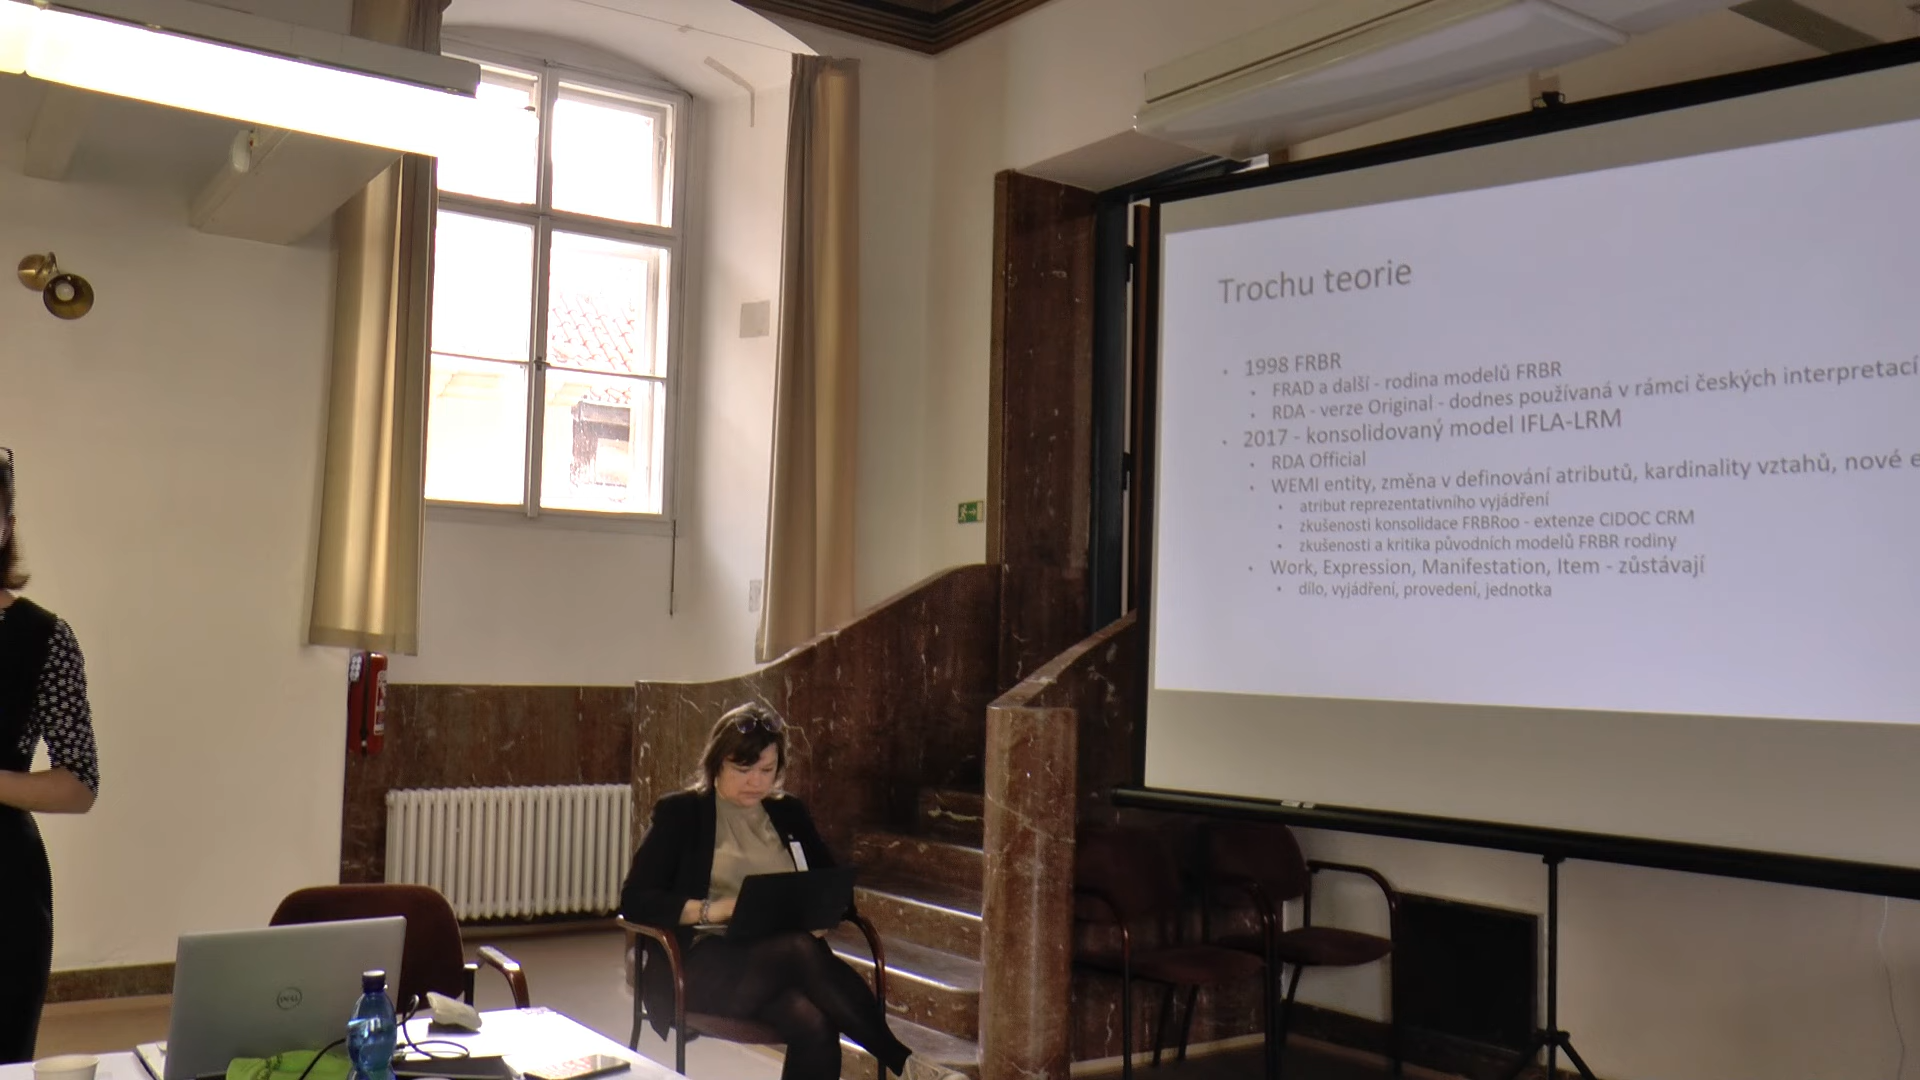 Trochu teorie
1998 FRBR
FRAD a další - rodina modelů FRBR
RDA - verze Original - dodnes používaná v rámci českých interpretací
2017 - konsolidovaný model IFLA-LRM
RDA Official
WEMI entity, změna v definování atributů, kardinality vztahů, nové e
atribut reprezentativního vyjádření
zkušenosti konsolidace FRBRoo - extenze CIDOC CRM
zkušenosti a kritika původních modelů FRBR rodiny
Work, Expression, Manifestation, Item - zůstávají
dílo, vyjádření, provedení, jednotka
DELL